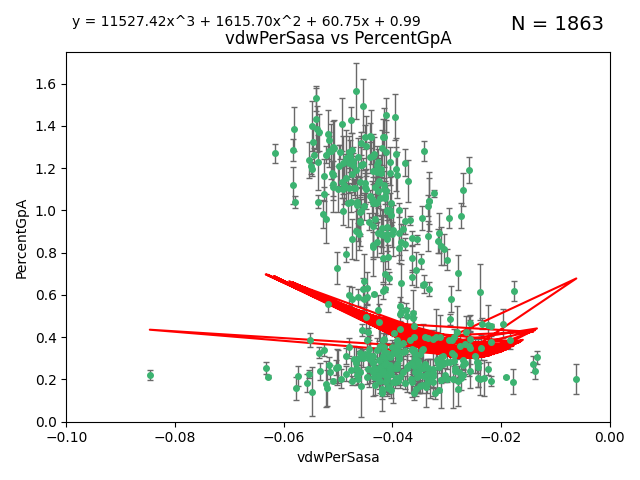 y = 11527.42x^3 + 1615.70x^2 + 60.75x + 0.99
N = 1863
vdwPerSasa vs PercentGpA
PercentGpA
1.6
1.4
1.2
1.0
0.8
0.6
0.4
0.2
0.0
−0.10 −0.08 −0.06 −0.04 −0.02 0.00
vdwPerSasa